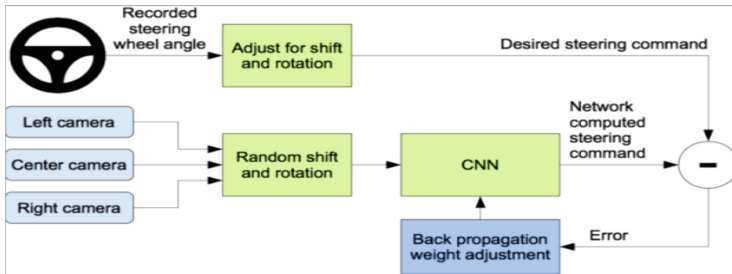 Recorded
steering
wheel angle
Adjust for shift
and rotation
Desired steering command
Left camera
Center camera
Right camera
Random shift
and rotation
CNN
Network
computed
steering
command
-
Back propagation
weight adjustment
Error